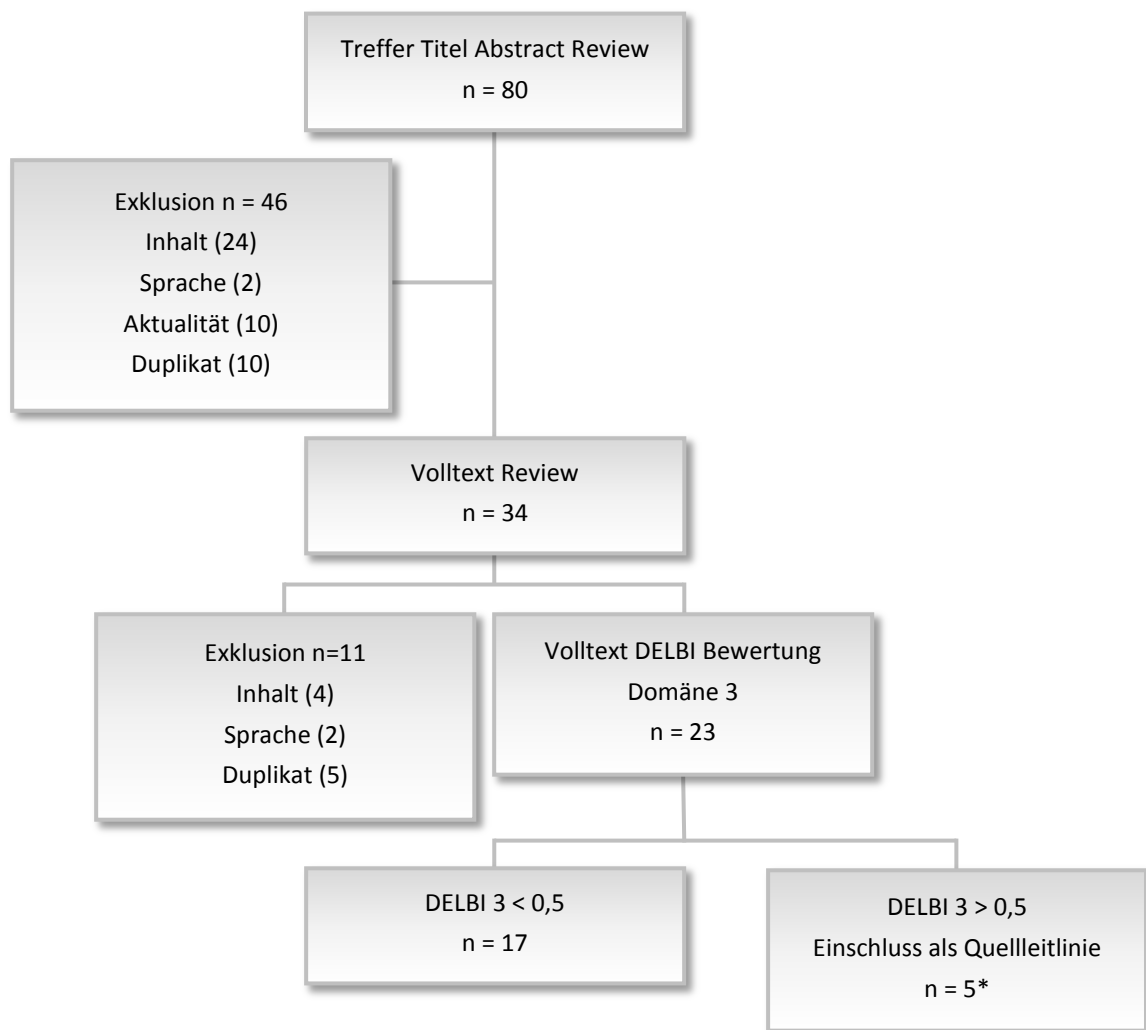 Treffer Titel Abstract Review
n = 80
Exklusion n = 46
Inhalt (24)
Sprache (2)
Aktualität (10)
Duplikat (10)
Volltext Review
n = 34
Exklusion n=11
Inhalt (4)
Sprache (2)
Duplikat (5)
Volltext DELBI Bewertung
Domäne 3
n = 23
DELBI 3 < 0,5
n = 17
DELBI 3 > 0,5
Einschluss als Quellleitlinie
n = 5*